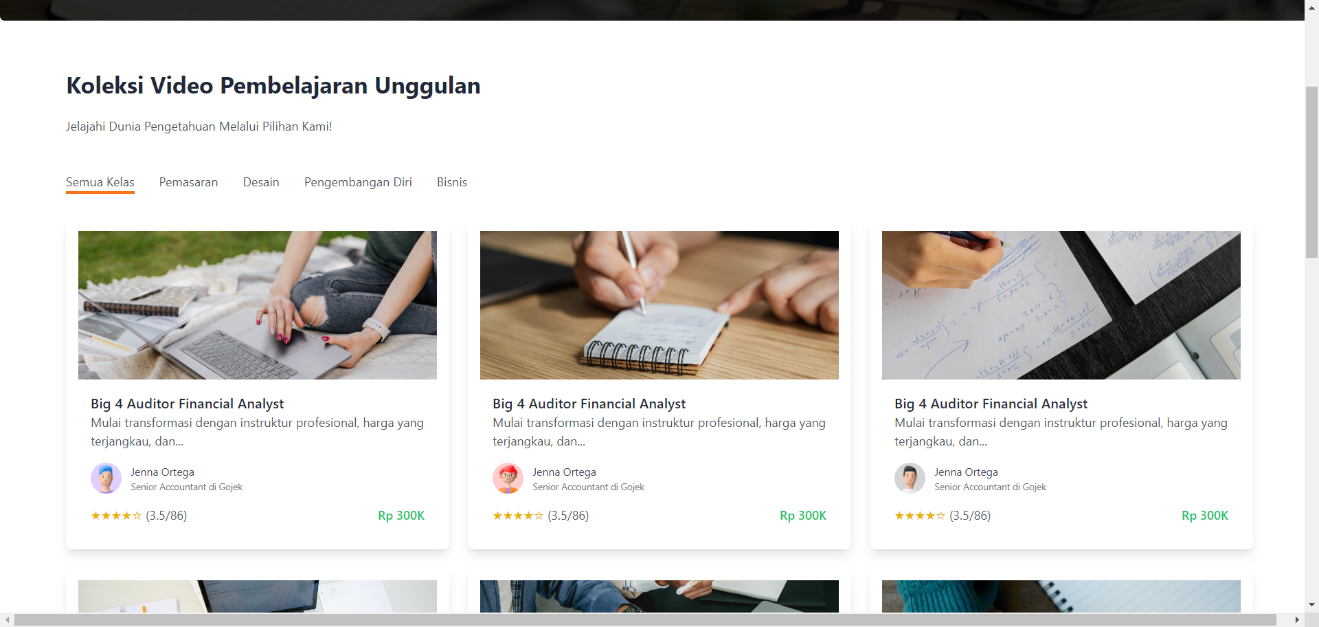 Koleksi Video Pembelajaran Unggulan
Jelajahi Dunia Pengetahuan Melalui Pilihan Kami!
Semua Kelas Pemasaran Desain Pengembangan Diri Bisnis
Big 4 Auditor Financial Analyst
Mulai transformasi dengan instruktur profesional, harga yang
terjangkau, dan...
Jenna Ortega
Senior Accountant di Gojek
★★★★☆ (3.5/86) Rp 300K
Big 4 Auditor Financial Analyst
Mulai transformasi dengan instruktur profesional, harga yang
terjangkau, dan...
Jenna Ortega
Senior Accountant di Gojek
★★★★☆ (3.5/86) Rp 300K
Big 4 Auditor Financial Analyst
Mulai transformasi dengan instruktur profesional, harga yang
terjangkau, dan...
Jenna Ortega
Senior Accountant di Gojek
★★★★☆ (3.5/86) Rp 300K